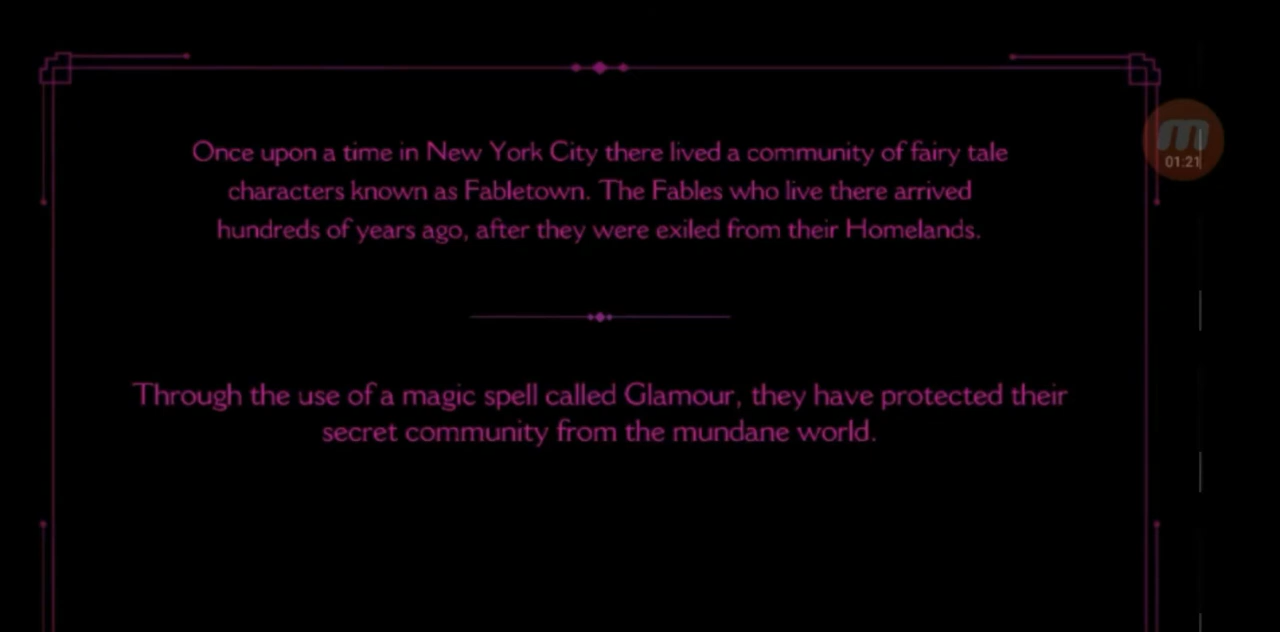 Once upon a time in New York City there lived a community of fairy tale
characters known as Fabletown. The Fables who live there arrived
hundreds of years ago, after they were exiled from their Homelands.
Through the use of a magic spell called Glamour, they have protected their
secret community from the mundane world.
01:21